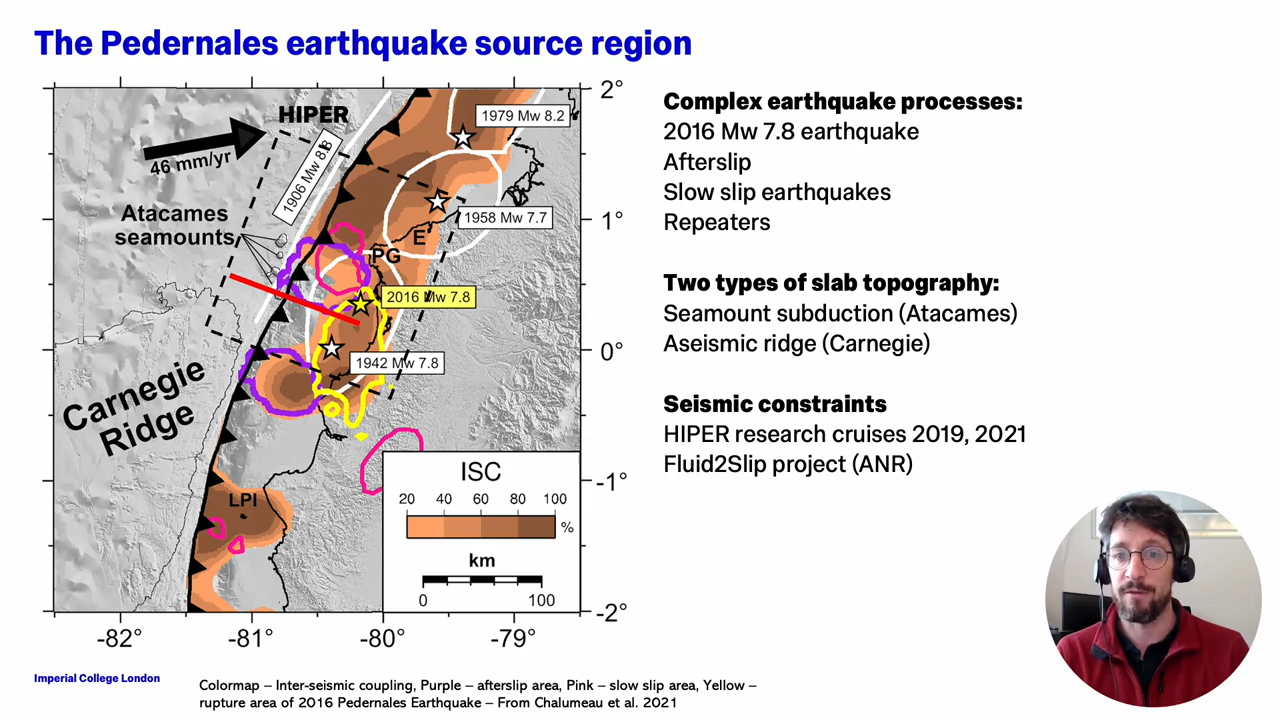 The Pedernales earthquake source region
HIPER
46 mm/yr
1906 Mw 8.8
1979 Mw 8.2
2°
1958 Mw 7.7
1°
Atacames
seamounts
E
PG
2016 Mw 7.8
0°
1942 Mw 7.8
Carnegie
Ridge
LPI
ISC
20 40 60 80 100
%
km
0 100
-1°
-2°
-82° -81° -80° -79°
Complex earthquake processes:
2016 Mw 7.8 earthquake
Afterslip
Slow slip earthquakes
Repeaters
Two types of slab topography:
Seamount subduction (Atacames)
Aseismic ridge (Carnegie)
Seismic constraints
HIPER research cruises 2019, 2021
Fluid2Slip project (ANR)
Imperial College London
Colormap – Inter-seismic coupling, Purple – afterslip area, Pink – slow slip area, Yellow –
rupture area of 2016 Pedernales Earthquake – From Chalumeau et al. 2021